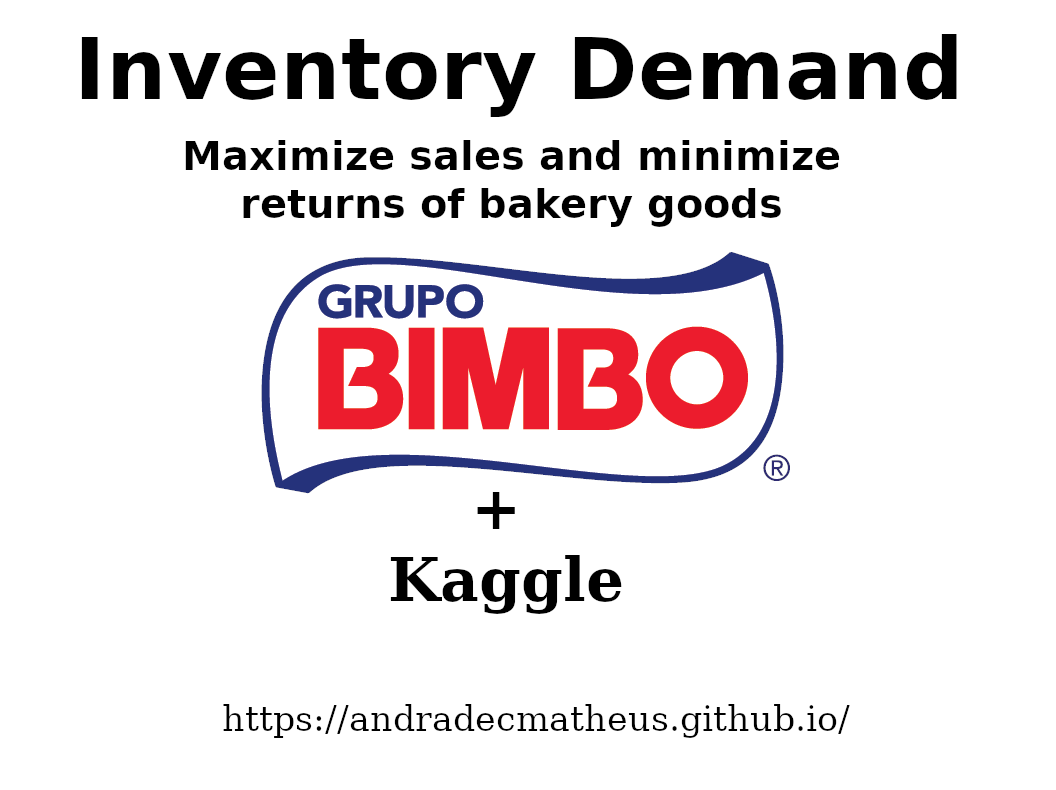 Inventory Demand
Maximize sales and minimize
returns of bakery goods
GRUPO
BIMBO
®
+
Kaggle
https://andradecmatheus.github.io/